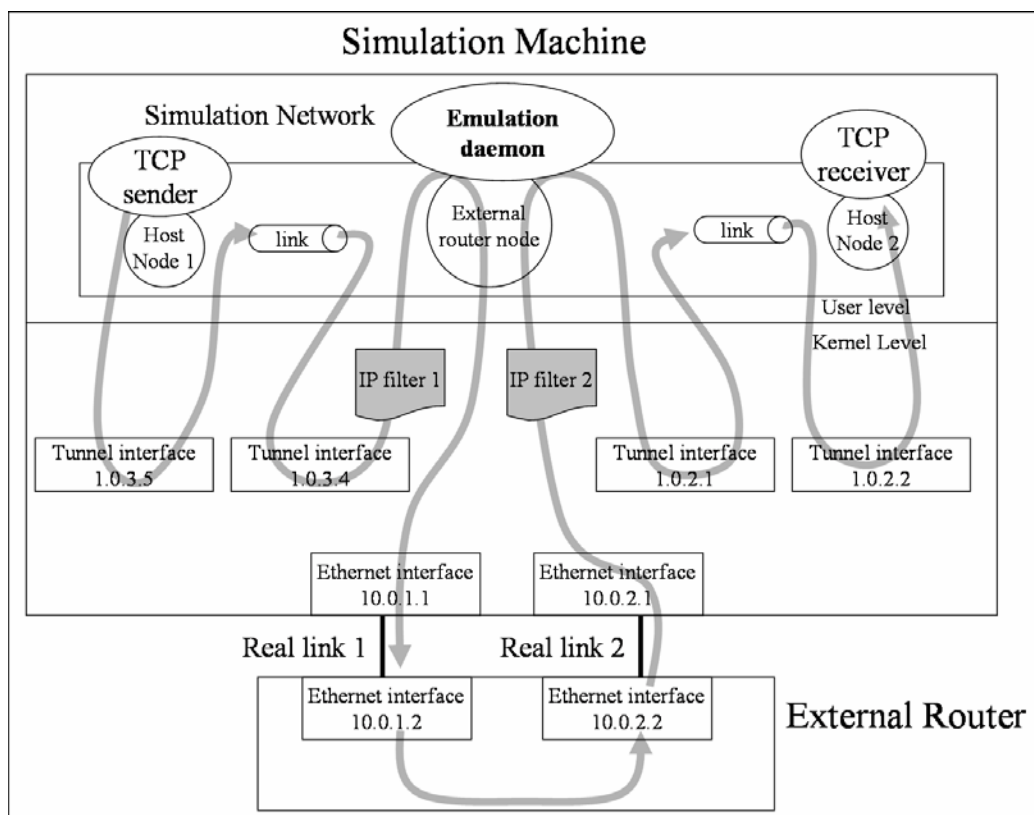 Simulation Machine
Simulation Network
Emulation
daemon
TCP
sender
TCP
receiver
Host
Node 1
link
External
router node
link
Host
Node 2
User level
Kernel Level
IP filter 1
IP filter 2
Tunnel interface
1.0.3.5
Tunnel interface
1.0.3.4
Tunnel interface
1.0.2.1
Tunnel interface
1.0.2.2
Ethernet interface
10.0.1.1
Ethernet interface
10.0.2.1
Real link 1
Real link 2
Ethernet interface
10.0.1.2
Ethernet interface
10.0.2.2
External Router